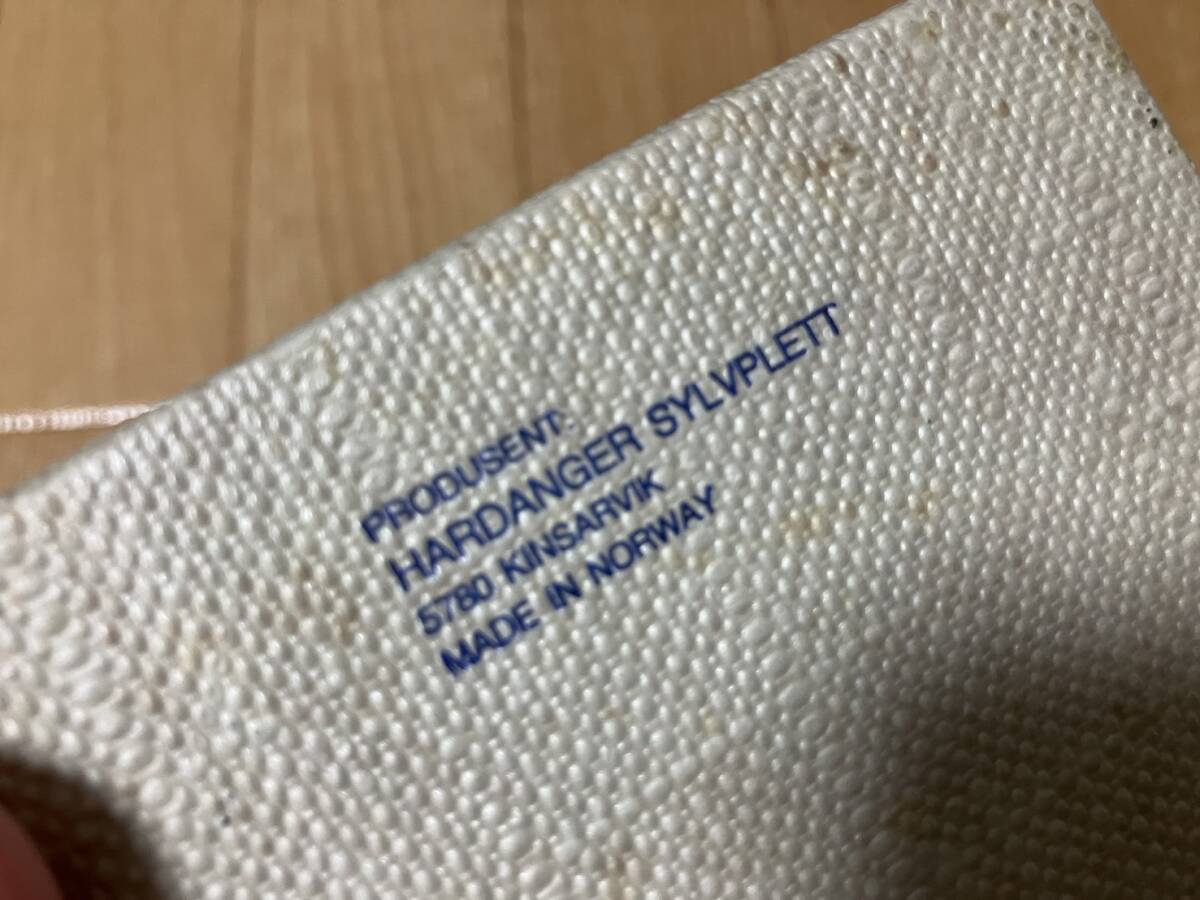 PRODUSENT:
HARDANGER SYLVPLETT
5780 KINSARVIK
MADE IN NORWAY